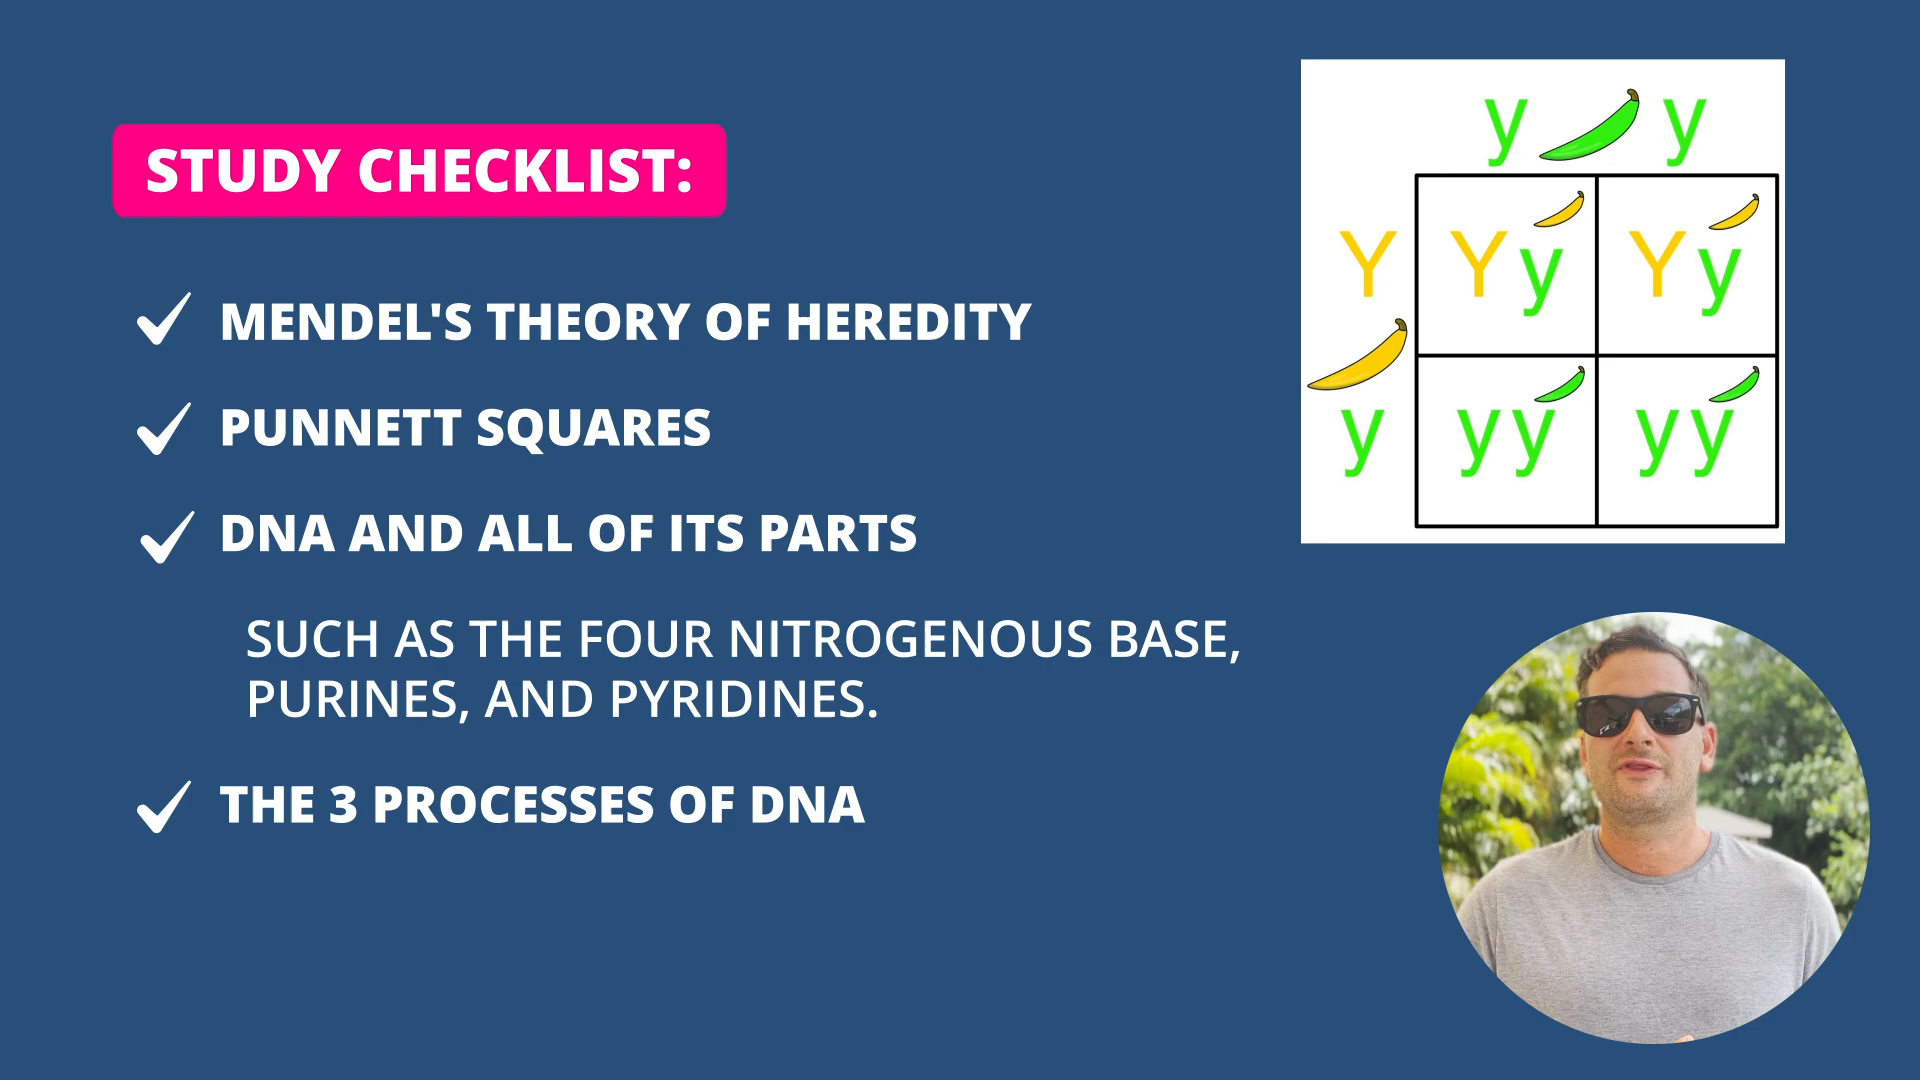 STUDY CHECKLIST:
MENDEL'S THEORY OF HEREDITY
PUNNETT SQUARES
DNA AND ALL OF ITS PARTS
SUCH AS THE FOUR NITROGENOUS BASE,
PURINES, AND PYRIDINES.
THE 3 PROCESSES OF DNA
y y
Y Yy Yy
y yy yy